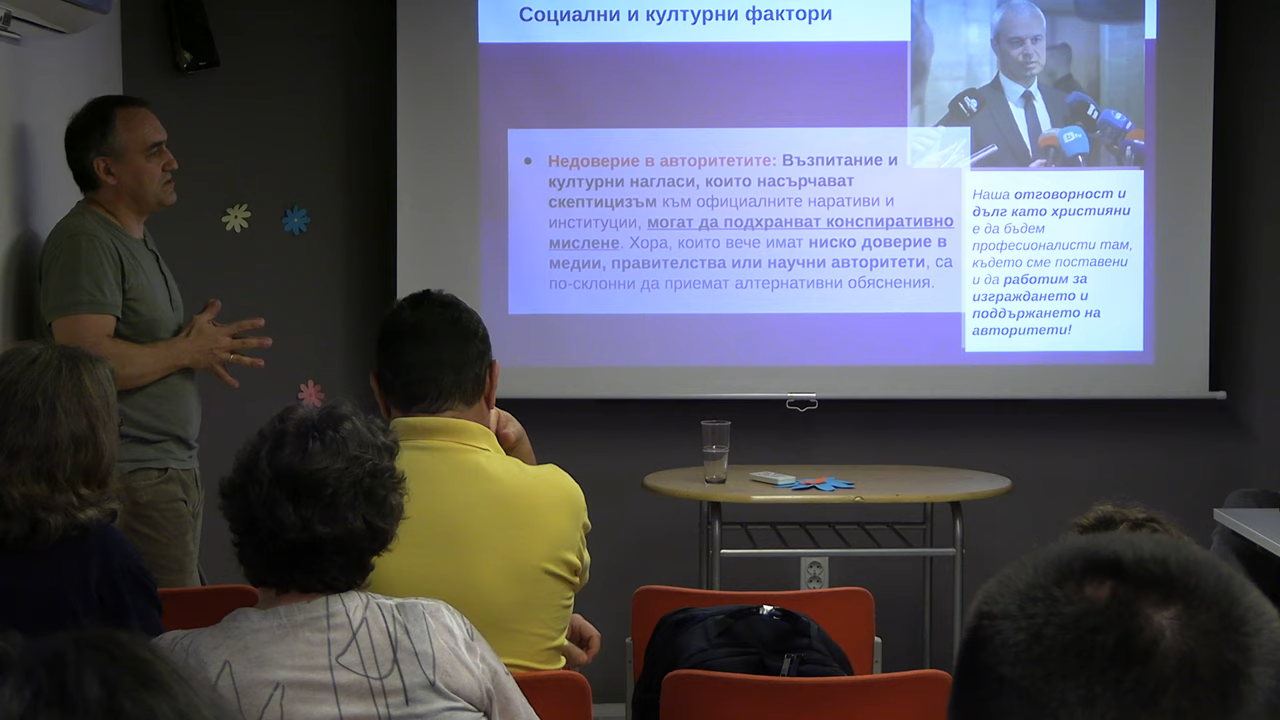 Социални и културни фактори
Недоверие в авторитетите: Възпитание и
културни нагласи, които насърчават
скептицизъм към официалните наративи и
институции, могат да подхранват конспиративно
мислене. Хора, които вече имат ниско доверие в
медии, правителства или научни авторитети, са
по-склонни да приемат алтернативни обяснения.
Наша отговорност и
дълг като християни
е да бъдем
професионалисти там,
където сме поставени
и да работим за
изграждането и
поддържането на
авторитети!